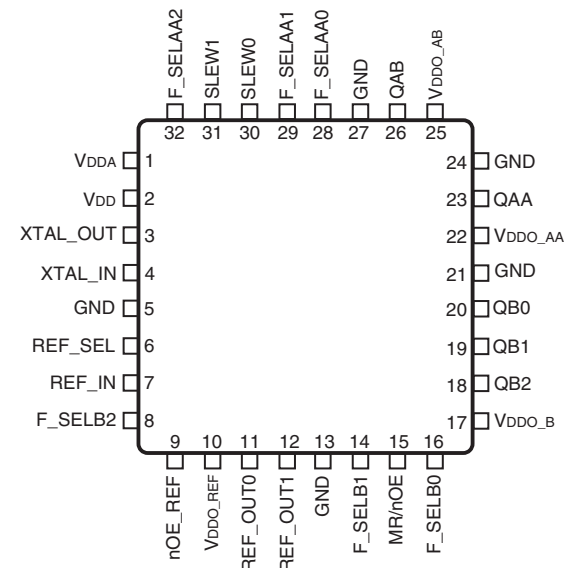 F_SELAA2
SLEW1
SLEW0
F_SELAA1
F_SELAA0
GND
QAB
VDDO_AB
32 31 30 29 28 27 26 25
VDDA 1
VDD 2
XTAL_OUT 3
XTAL_IN 4
GND 5
REF_SEL 6
REF_IN 7
F_SELB2 8
24 GND
23 QAA
22 VDDO_AA
21 GND
20 QB0
19 QB1
18 QB2
17 VDDO_B
9 10 11 12 13 14 15 16
nOE_REF
VDDO_REF
REF_OUT0
REF_OUT1
GND
F_SELB1
MR/nOE
F_SELB0